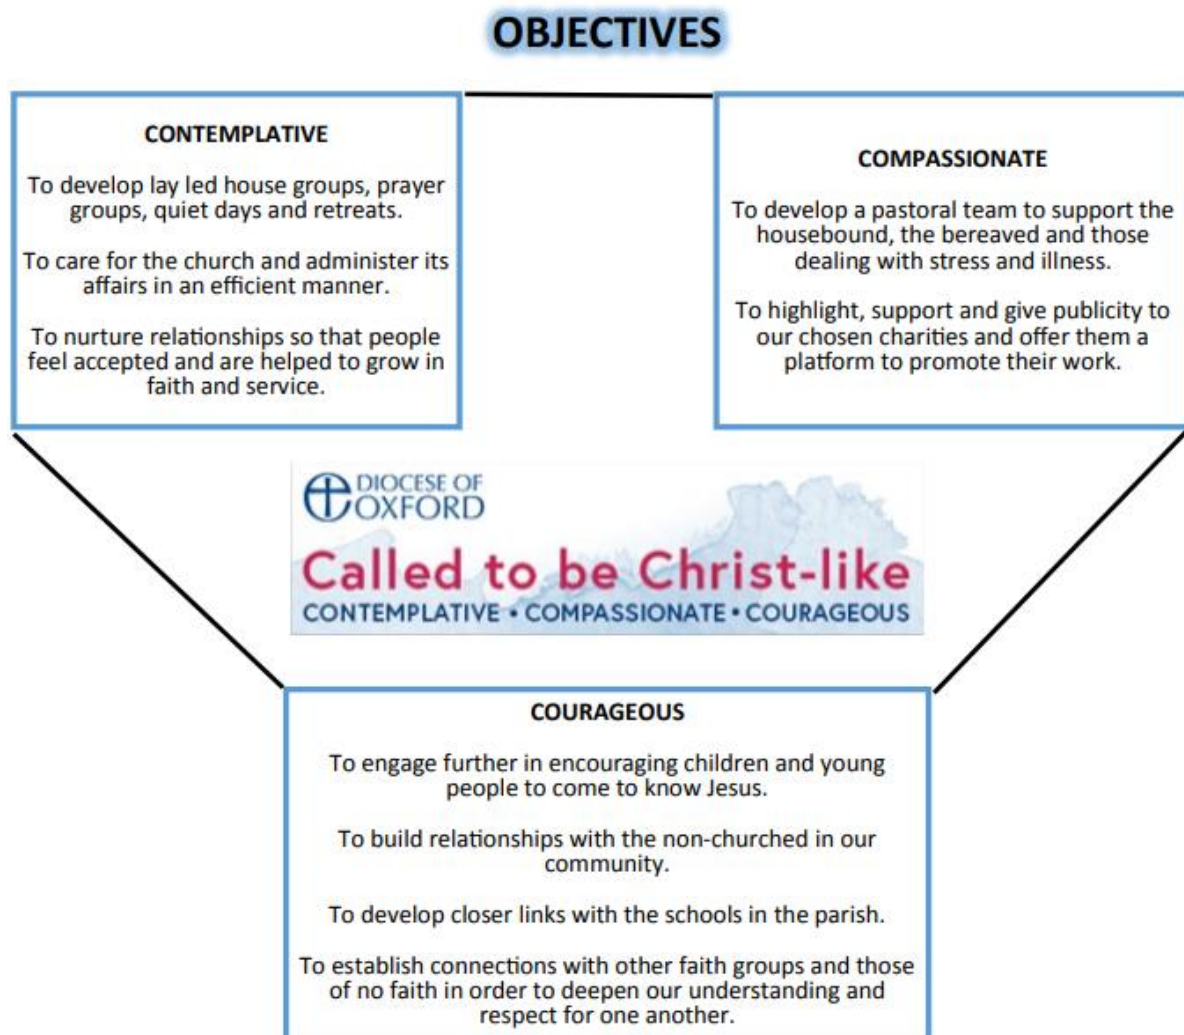 OBJECTIVES
CONTEMPLATIVE
To develop lay led house groups, prayer
groups, quiet days and retreats.
To care for the church and administer its
affairs in an efficient manner.
To nurture relationships so that people
feel accepted and are helped to grow in
faith and service.
COMPASSIONATE
To develop a pastoral team to support the
housebound, the bereaved and those
dealing with stress and illness.
To highlight, support and give publicity to
our chosen charities and offer them a
platform to promote their work.
DIOCESE OF
OXFORD
Called to be Christ-like
CONTEMPLATIVE • COMPASSIONATE • COURAGEOUS
COURAGEOUS
To engage further in encouraging children and young
people to come to know Jesus.
To build relationships with the non-churched in our
community.
To develop closer links with the schools in the parish.
To establish connections with other faith groups and those
of no faith in order to deepen our understanding and
respect for one another.